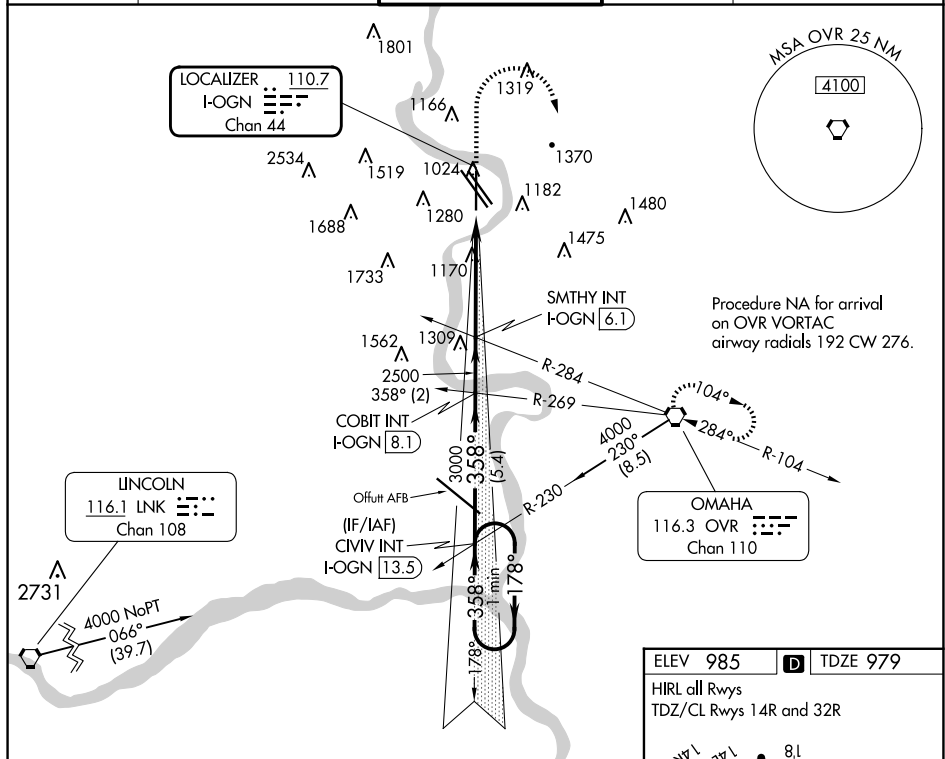 1801
LOCALIZER 110.7
I-OGN
Chan 44
1319
1166
1370
MSA OVR 25 NM
4100
2534
1519
1024
1182
1280
1480
1688
1475
1733
1170
SMTHY INT
I-OGN 6.1
Procedure NA for arrival
on OVR VORTAC
airway radials 192 CW 276.
1562
1309
R-284
2500
358° (2)
R-269
104°
284°
R-104
COBIT INT
I-OGN 8.1
3000
358°
(5.4)
4000
230°
(8.5)
R-230
LINCOLN
116.1 LNK
Chan 108
Offutt AFB
OMAHA
116.3 OVR
Chan 110
(IF/IAF)
CIVIV INT
I-OGN 13.5
2731
4000 NoPT
066°
(39.7)
358°
1 min
178°
178°
ELEV 985 D TDZE 979
HIRL all Rwys
TDZ/CL Rwys 14R and 32R
14R
14L
18